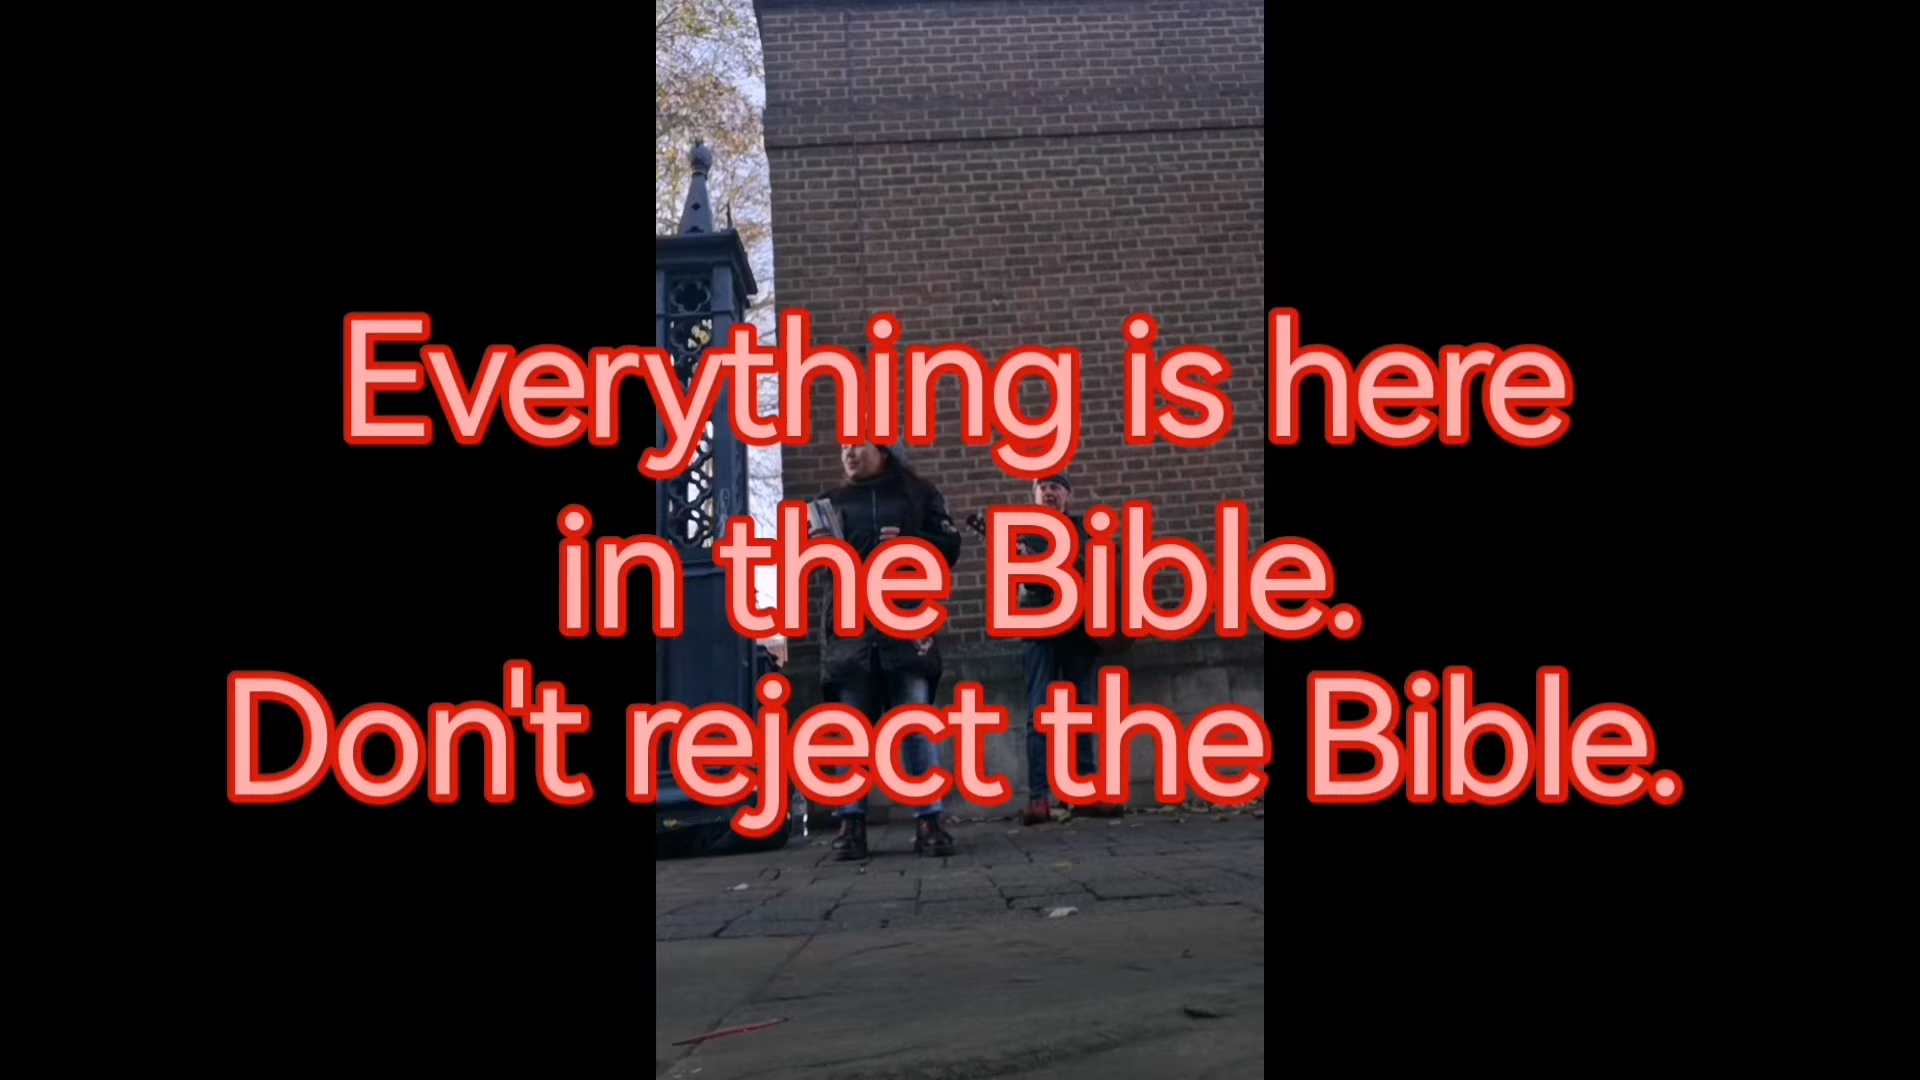 Everything is here
in the Bible.
Don't reject the Bible.